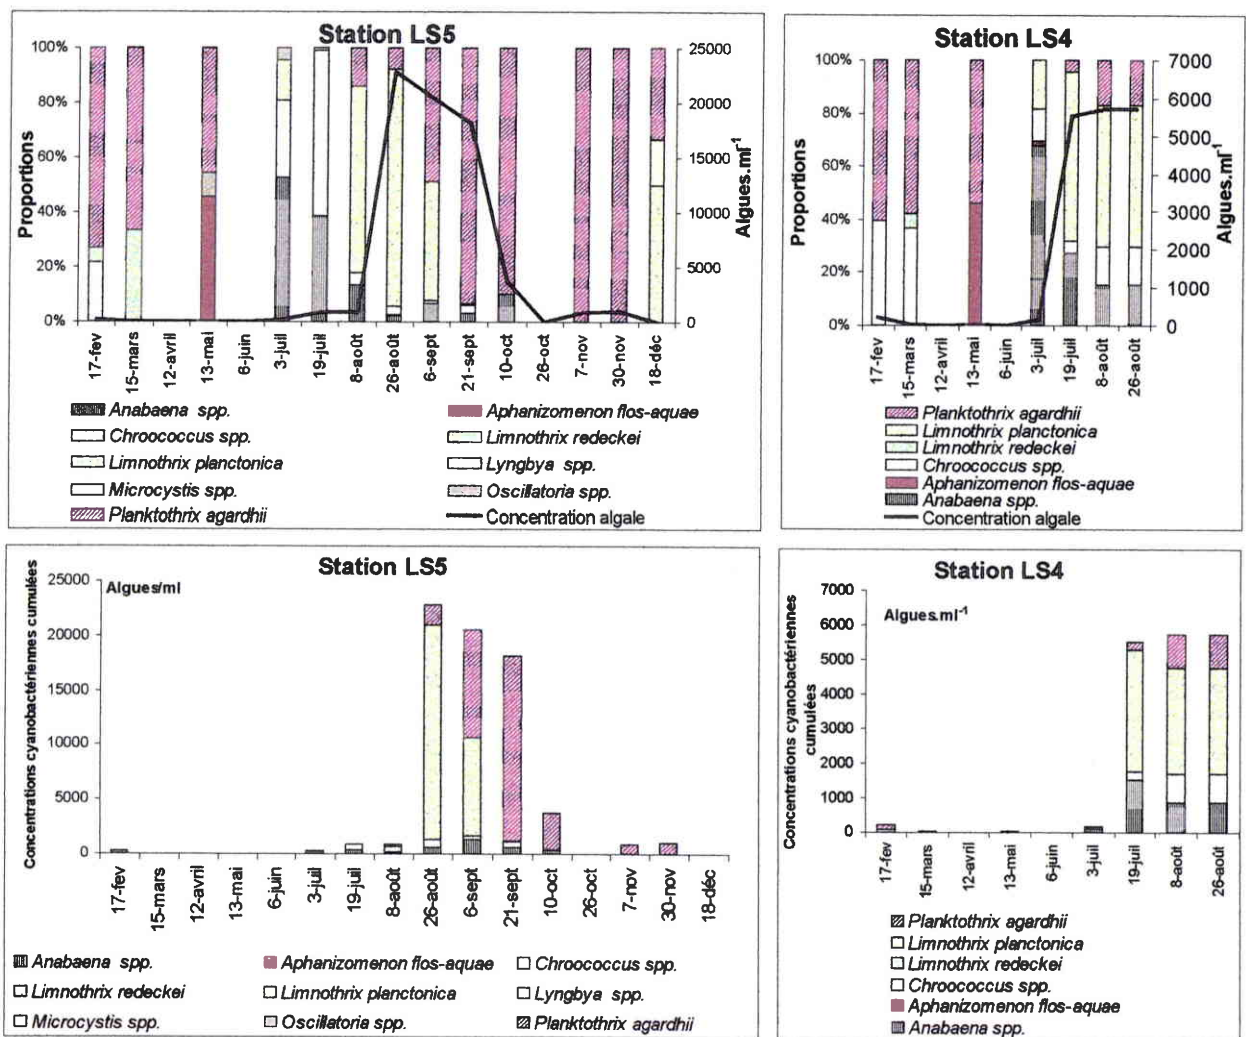 Station LS5
100%
80%
60%
40%
20%
0%
Proportions
25000
20000
15000
10000
5000
0
Algues.ml-1
17-fev
15-mars
12-avril
13-mai
6-juin
3-juil
19-juil
8-août
26-août
6-sept
21-sept
10-oct
26-oct
7-nov
30-nov
18-déc
Anabaena spp.
Aphanizomenon flos-aquae
Chroococcus spp.
Limnothrix redeckei
Limnothrix planctonica
Lyngbya spp.
Microcystis spp.
Oscillatoria spp.
Planktothrix agardhii
Concentration algale
Station LS4
100%
80%
60%
40%
20%
0%
Proportions
7000
6000
5000
4000
3000
2000
1000
0
Algues.ml-1
17-fev
15-mars
12-avril
13-mai
6-juin
3-juil
19-juil
8-août
26-août
Planktothrix agardhii
Limnothrix planctonica
Limnothrix redeckei
Chroococcus spp.
Aphanizomenon flos-aquae
Anabaena spp.
Concentration algale
Station LS5
Algues/ml
Concentrations cyanobactériennes cumulées
25000
20000
15000
10000
5000
0
17-fev
15-mars
12-avril
13-mai
6-juin
3-juil
19-juil
8-août
26-août
6-sept
21-sept
10-oct
26-oct
7-nov
30-nov
18-déc
Anabaena spp.
Aphanizomenon flos-aquae
Chroococcus spp.
Limnothrix redeckei
Limnothrix planctonica
Lyngbya spp.
Microcystis spp.
Oscillatoria spp.
Planktothrix agardhii
Station LS4
Algues.ml-1
Concentrations cyanobactériennes
cumulées
7000
6000
5000
4000
3000
2000
1000
0
17-fev
15-mars
12-avril
13-mai
6-juin
3-juil
19-juil
8-août
26-août
Planktothrix agardhii
Limnothrix planctonica
Limnothrix redeckei
Chroococcus spp.
Aphanizomenon flos-aquae
Anabaena spp.